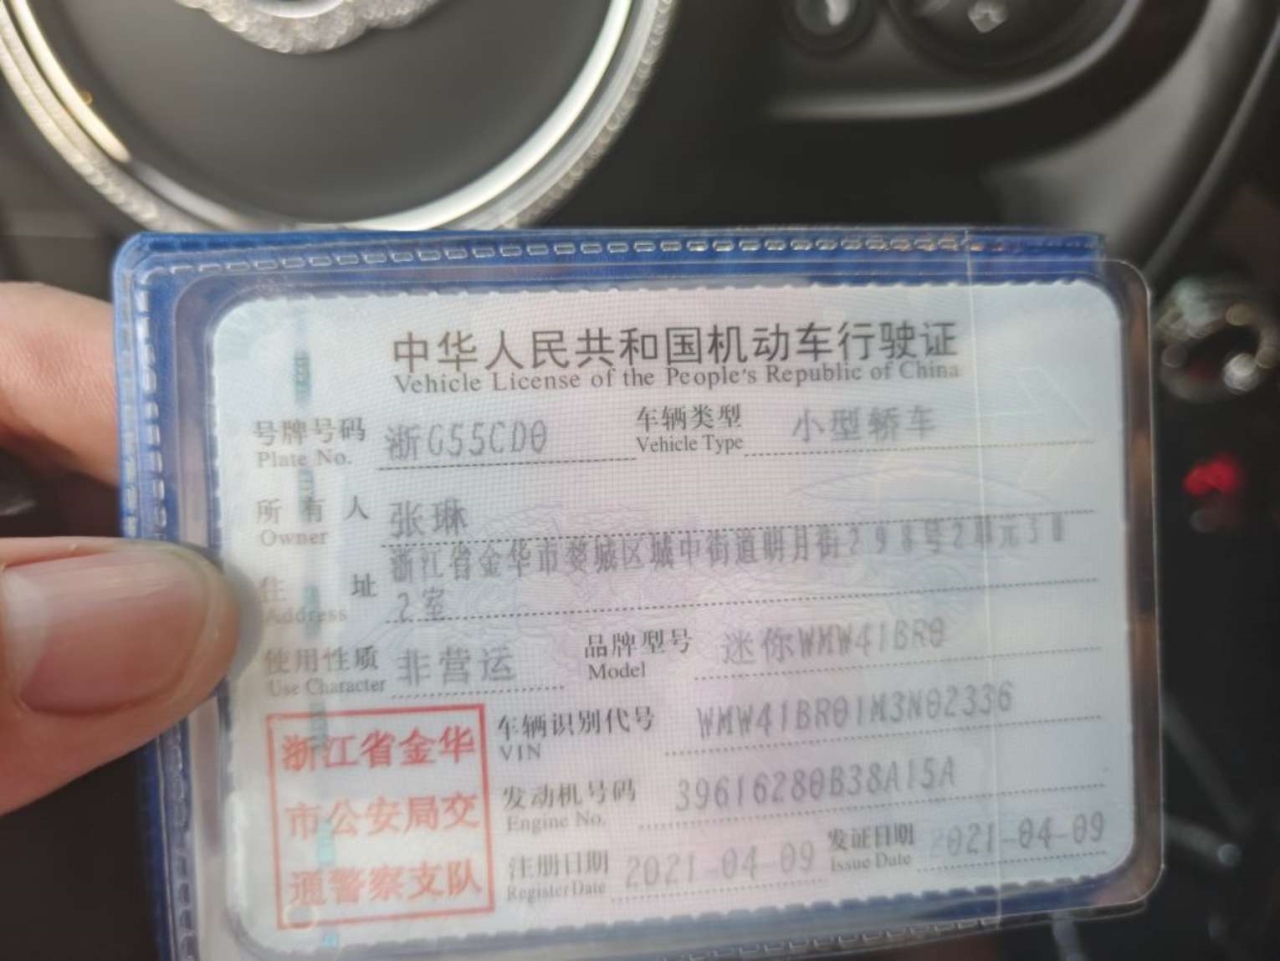 中华人民共和国机动车行驶证
Vehicle License of the People's Republic of China
号牌号码 浙G55CD0 车辆类型 小型轿车
Plate No. Vehicle Type
所有人 张琳
Owner
住址 浙江省金华市婺城区城中街道明月街298号2单元30
Address 2室
使用性质 非营运 品牌型号 迷你WMW41BR0
Use Character Model
浙江省金华 车辆识别代号 WMW41BR01M3N02336
VIN
市公安局交 发动机号码 39616280B38A15A
Engine No.
通警察支队 注册日期 2021-04-09 发证日期 2021-04-09
Register Date Issue Date